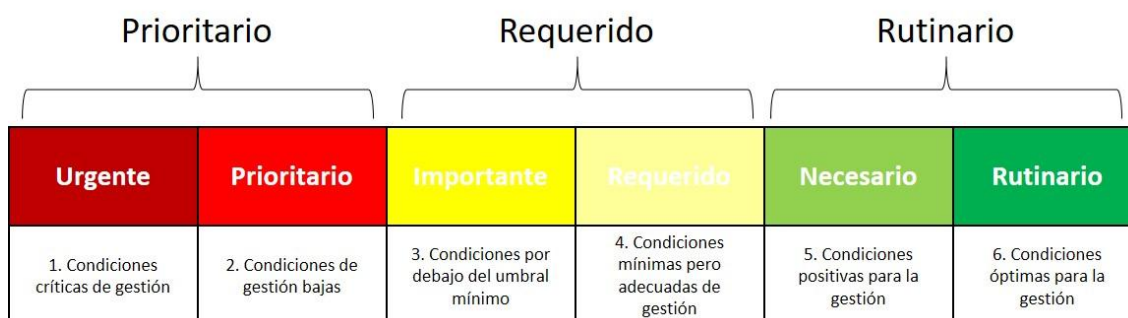 Prioritario
Requerido
Rutinario
Urgente
Prioritario
Importante
Requerido
Necesario
Rutinario
1. Condiciones
críticas de gestión
2. Condiciones de
gestión bajas
3. Condiciones por
debajo del umbral
mínimo
4. Condiciones
mínimas pero
adecuadas de
gestión
5. Condiciones
positivas para la
gestión
6. Condiciones
óptimas para la
gestión